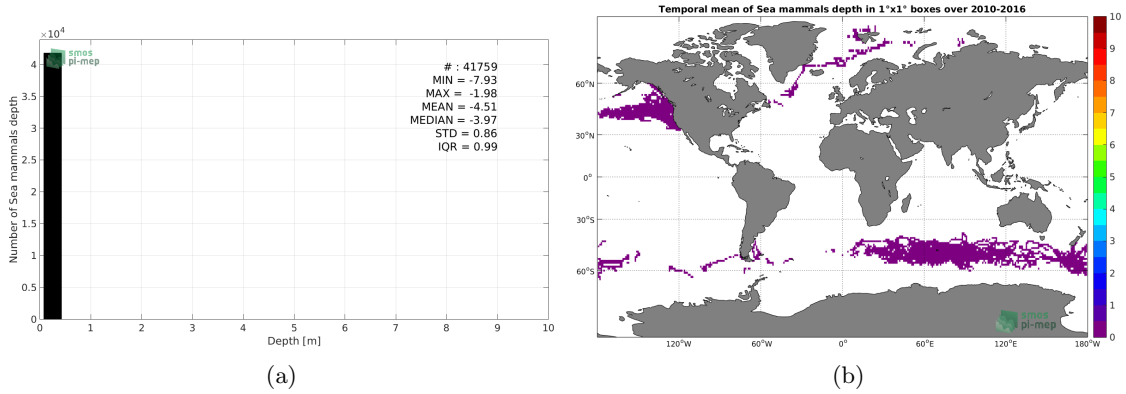 ×10⁴
smos
pi-mep
# : 41759
MIN = -7.93
MAX = -1.98
MEAN = -4.51
MEDIAN = -3.97
STD = 0.86
IQR = 0.99
Number of Sea mammals depth
4
3.5
3
2.5
2
1.5
1
0.5
0
0 1 2 3 4 5 6 7 8 9 10
Depth [m]
(a)
Temporal mean of Sea mammals depth in 1°x1° boxes over 2010-2016
60°N
30°N
0°
30°S
60°S
120°W 60°W 0° 60°E 120°E 180°W
smos
pi-mep
10
9
8
7
6
5
4
3
2
1
0
(b)